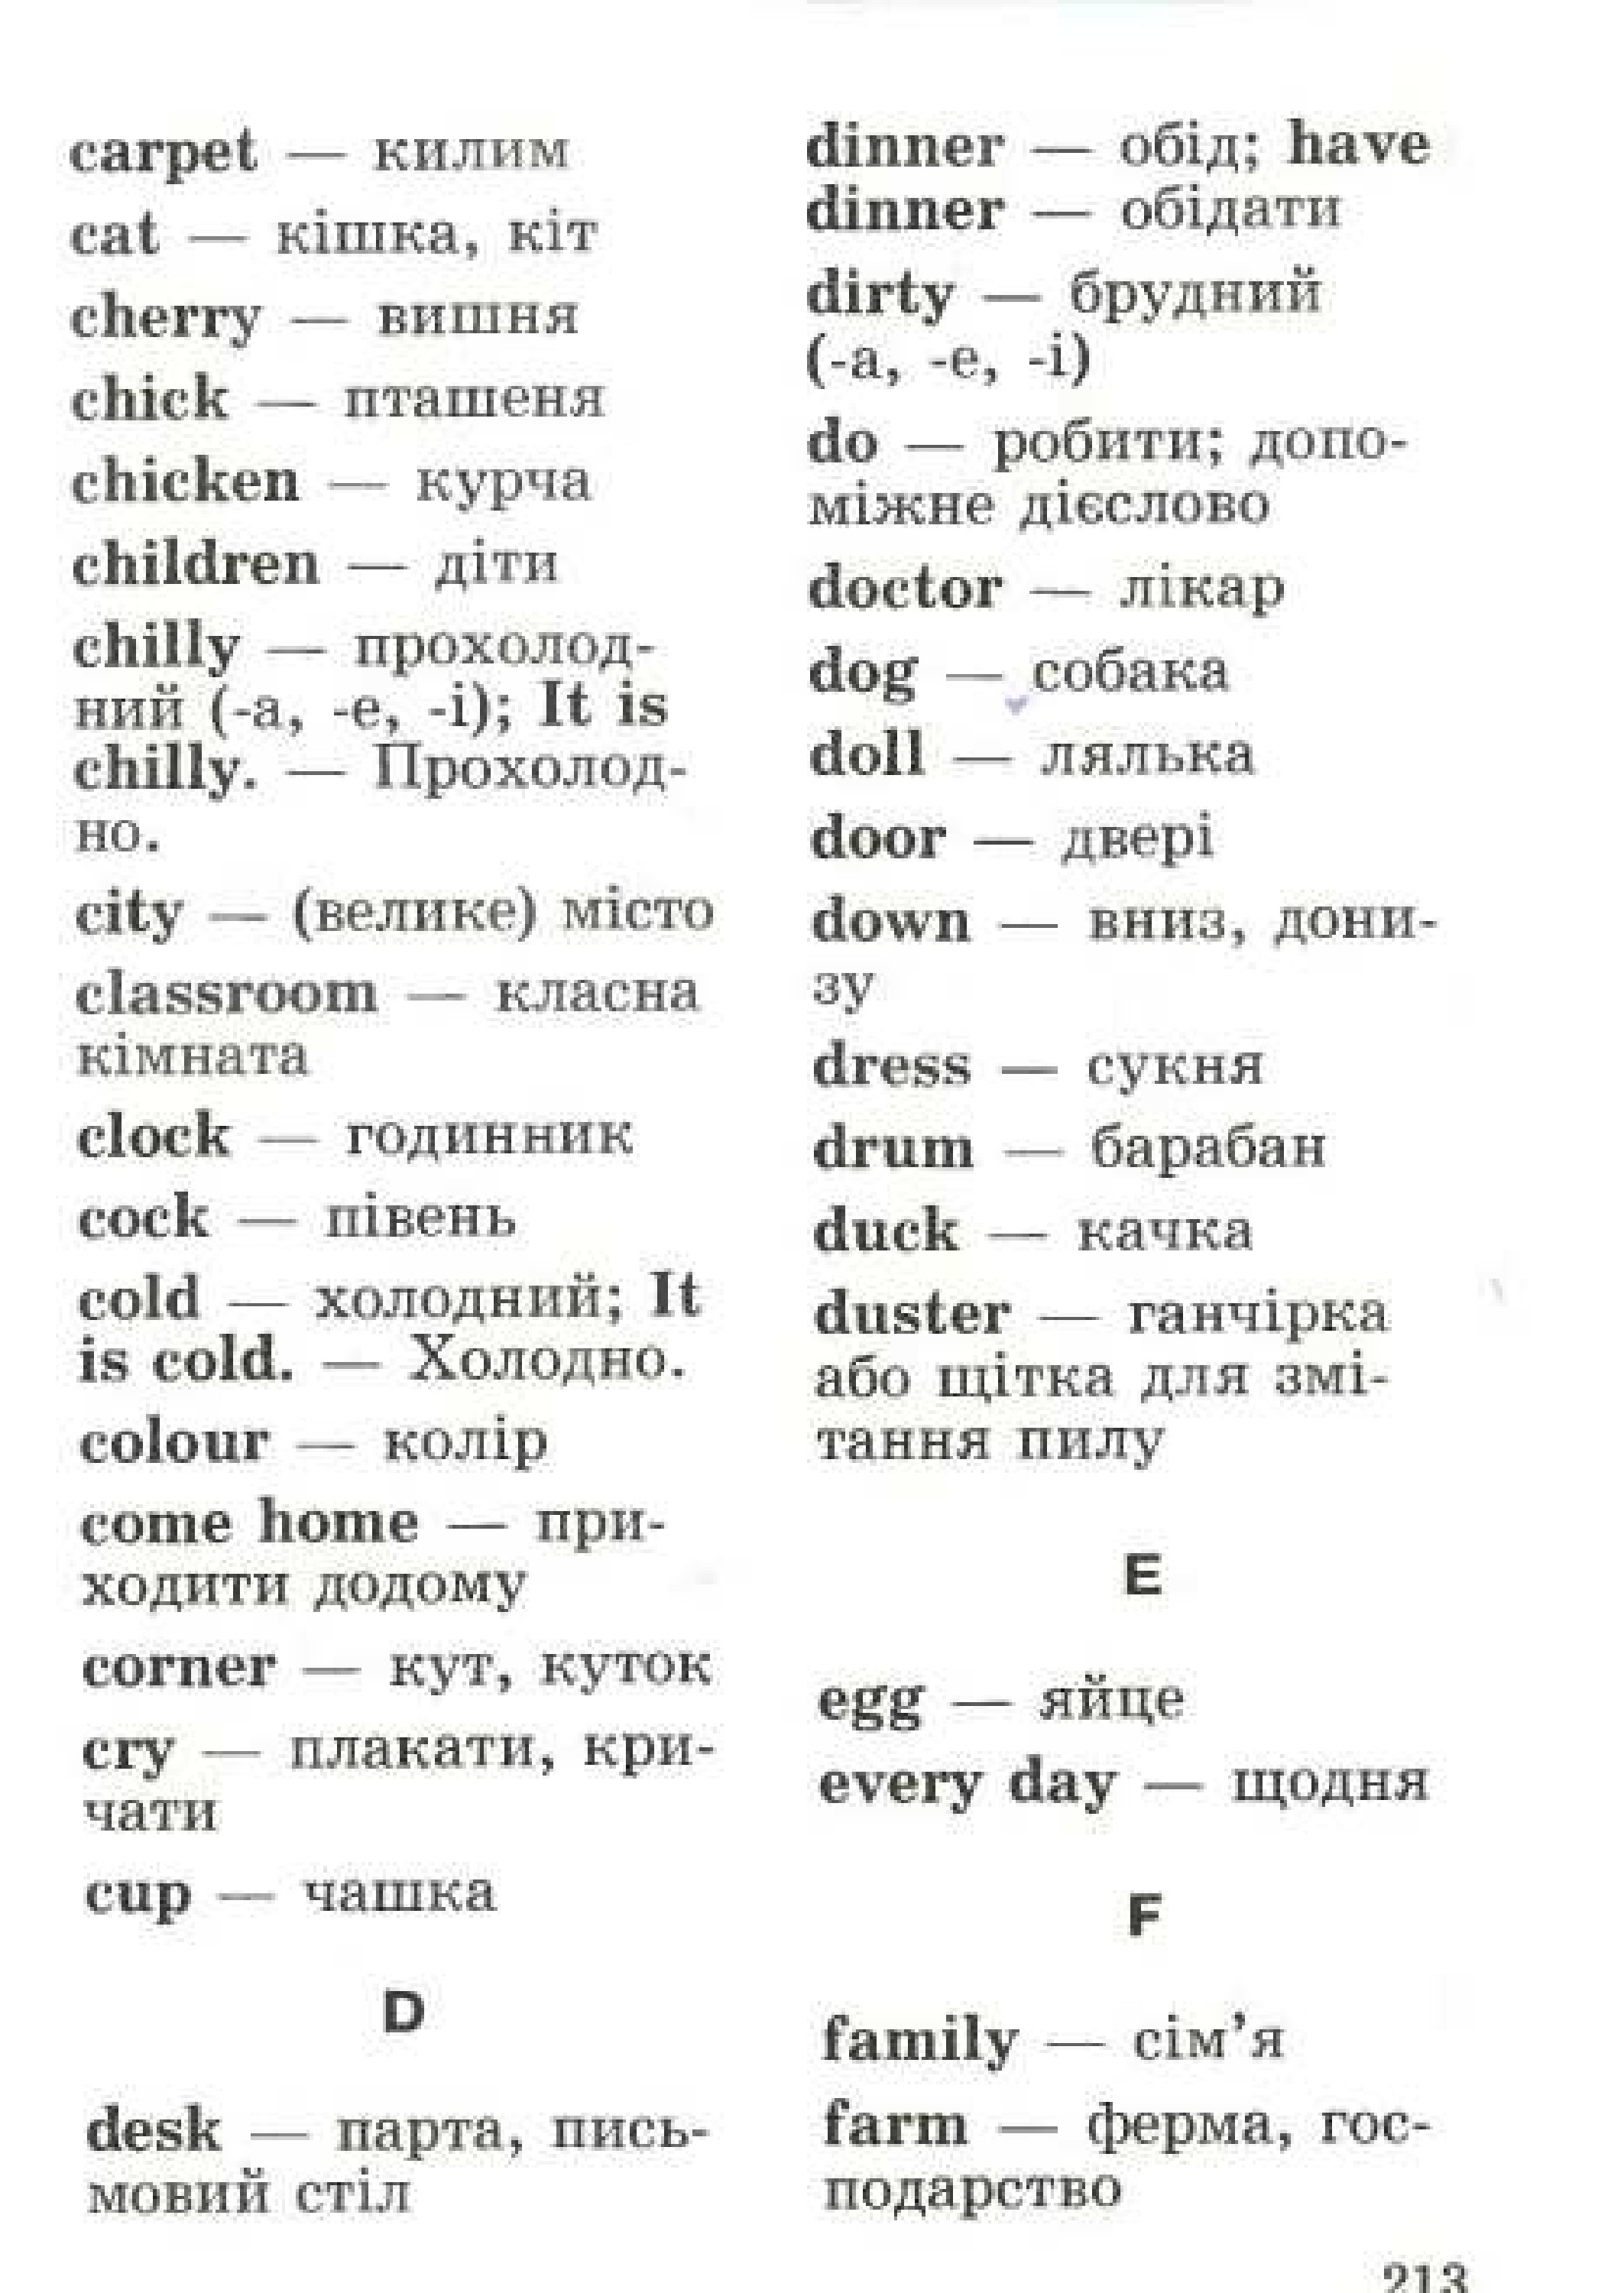 carpet — килим
cat — кішка, кіт
cherry — вишня
chick — пташеня
chicken — курча
children — діти
chilly — прохолод-
ний (-а, -е, -і); It is
chilly. — Прохолод-
но.
city — (велике) місто
classroom — класна
кімната
clock — годинник
cock — півень
cold — холодний; It
is cold. — Холодно.
colour — колір
come home — при-
ходити додому
corner — кут, куток
cry — плакати, кри-
чати
cup — чашка
D
desk — парта, пись-
мовий стіл
dinner — обід; have
dinner — обідати
dirty — брудний
(-а, -е, -і)
do — робити; допо-
міжне дієслово
doctor — лікар
dog — собака
doll — лялька
door — двері
down — вниз, дони-
зу
dress — сукня
drum — барабан
duck — качка
duster — ганчірка
або щітка для змі-
тання пилу
E
egg — яйце
every day — щодня
F
family — сім’я
farm — ферма, гос-
подарство
213